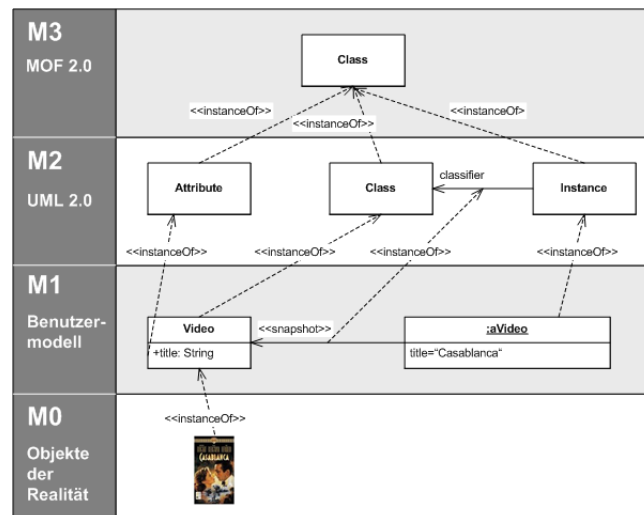 M3
MOF 2.0
Class
<<instanceOf>>
<<instanceOf>>
<<instanceOf>
M2
UML 2.0
Attribute
Class
classifier
Instance
<<instanceOf>>
<<instanceOf>>
<<instanceOf>>
<<instanceOf>>
M1
Benutzer-
modell
Video
+title: String
<<snapshot>>
:aVideo
title="Casablanca"
M0
Objekte
der
Realität
<<instanceOf>>
CASABLANCA